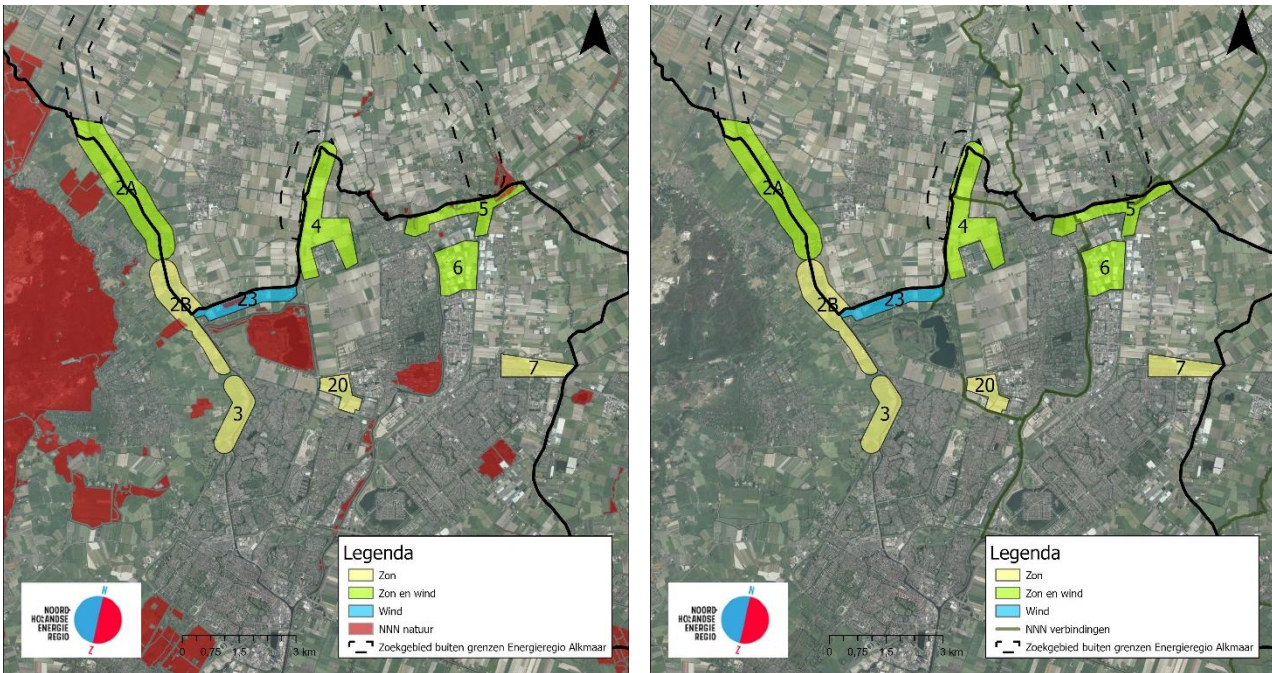 2A
2B
23
4
5
6
7
20
3
Legenda
Zon
Zon en wind
Wind
NNN natuur
Zoekgebied buiten grenzen Energieregio Alkmaar
NOORD
HOLLANDSE
ENERGIE
REGIO
N
Z
0 0,75 1,5 3 km
2A
2B
23
4
5
6
7
20
3
Legenda
Zon
Zon en wind
Wind
NNN verbindingen
Zoekgebied buiten grenzen Energieregio Alkmaar
NOORD
HOLLANDSE
ENERGIE
REGIO
N
Z
0 0,75 1,5 3 km